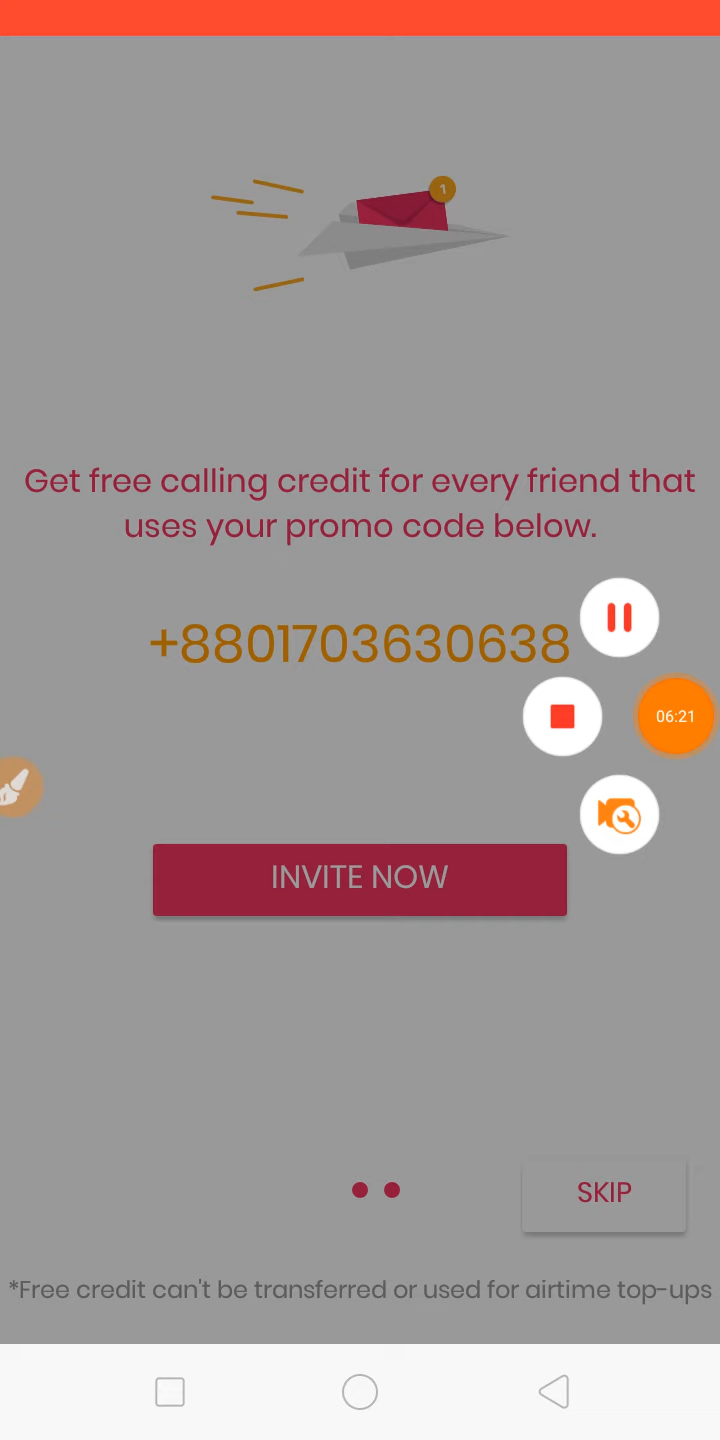 1
Get free calling credit for every friend that
uses your promo code below.
+8801703630638
06:21
INVITE NOW
SKIP
*Free credit can't be transferred or used for airtime top-ups